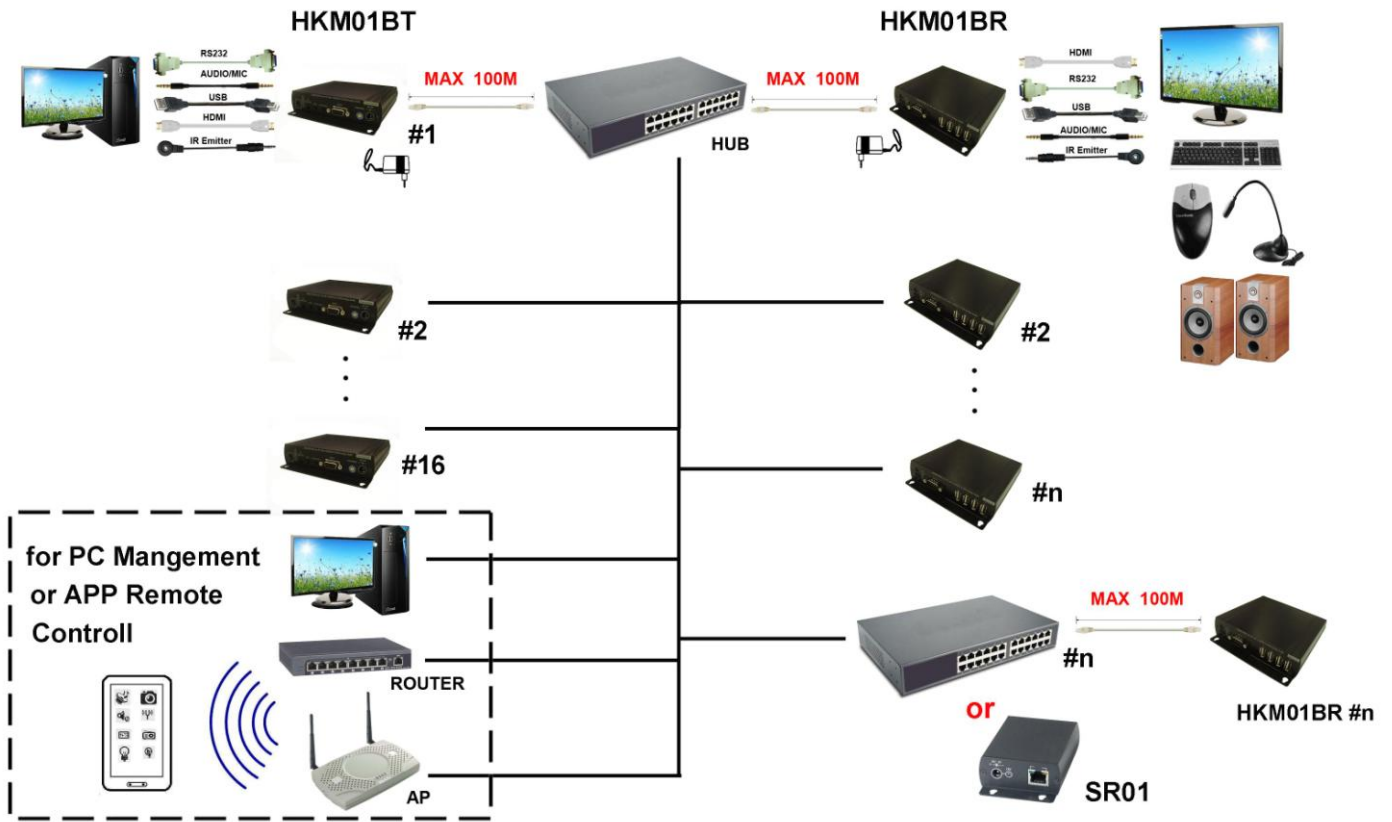 HKM01BT
HKM01BR
RS232
AUDIO/MIC
USB
HDMI
IR Emitter
MAX 100M
MAX 100M
HDMI
RS232
USB
AUDIO/MIC
IR Emitter
#1
HUB
#2
#2
#16
#n
for PC Mangement
or APP Remote
Controll
ROUTER
AP
MAX 100M
#n
HKM01BR #n
or
SR01